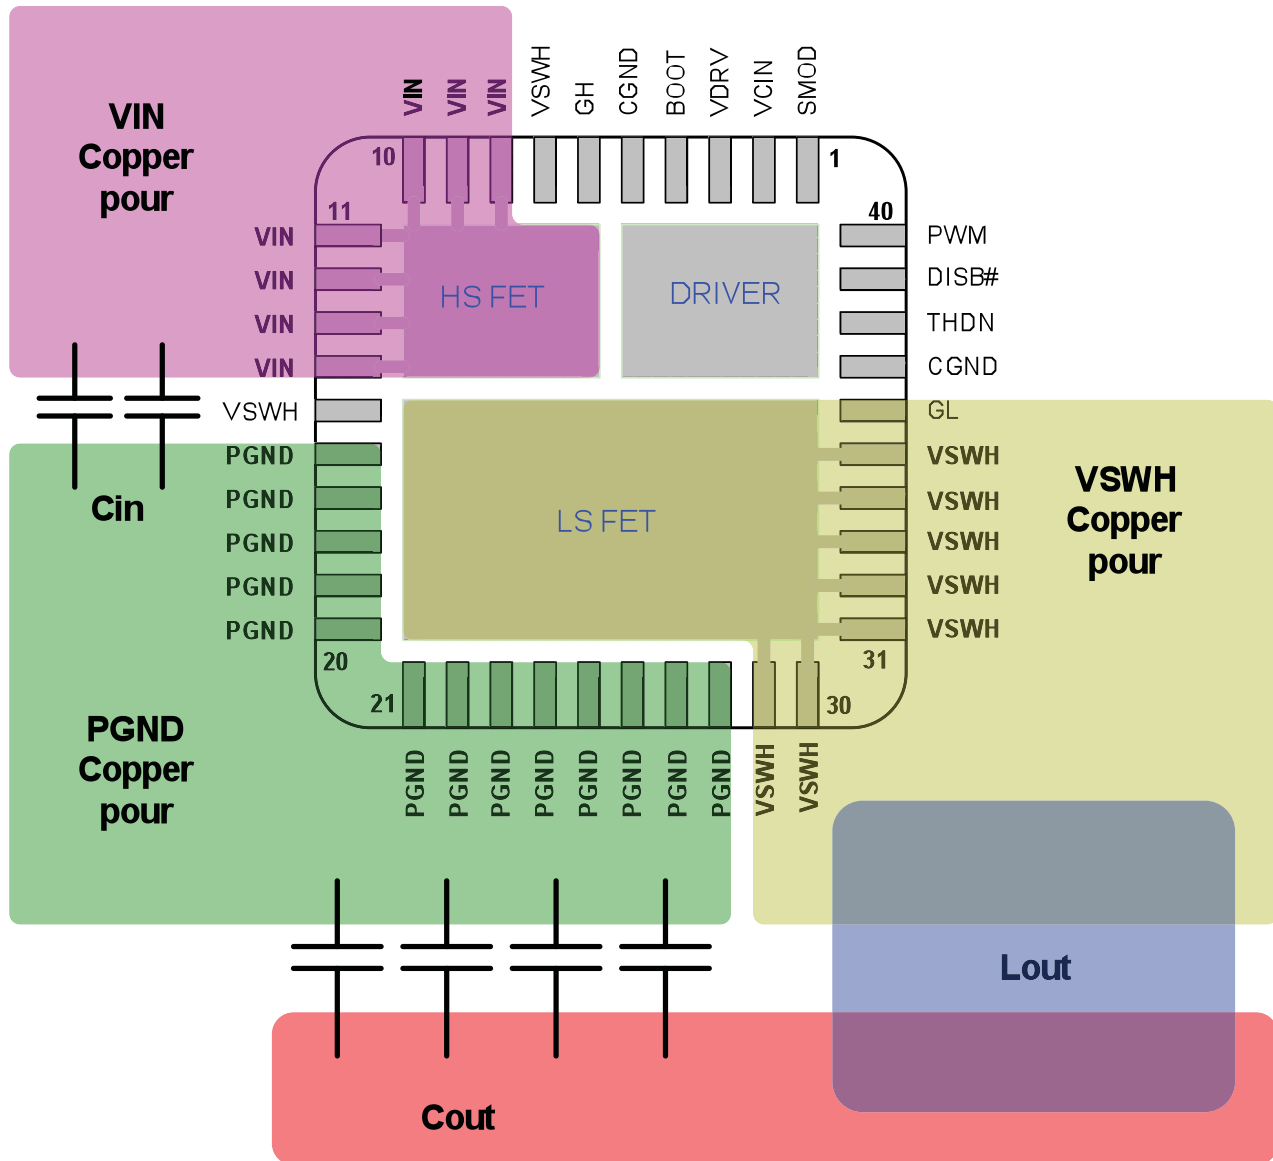 VIN
Copper
pour
VIN
VIN
VIN
VSWH
GH
CGND
BOOT
VDRV
VCIN
SMOD
10
1
11
40
VIN
VIN
VIN
VIN
VSWH
PGND
PGND
PGND
PGND
PGND
HS FET
DRIVER
LS FET
PWM
DISB#
THDN
CGND
GL
VSWH
VSWH
VSWH
VSWH
VSWH
VSWH
Copper
pour
Cin
20
21
31
30
PGND
Copper
pour
PGND
PGND
PGND
PGND
PGND
PGND
PGND
PGND
VSWH
VSWH
Lout
Cout